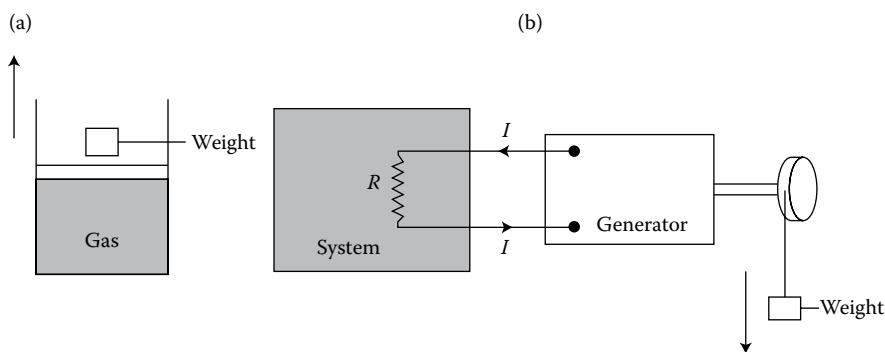 (a)
(b)
Weight
Gas
I
R
I
System
Generator
Weight